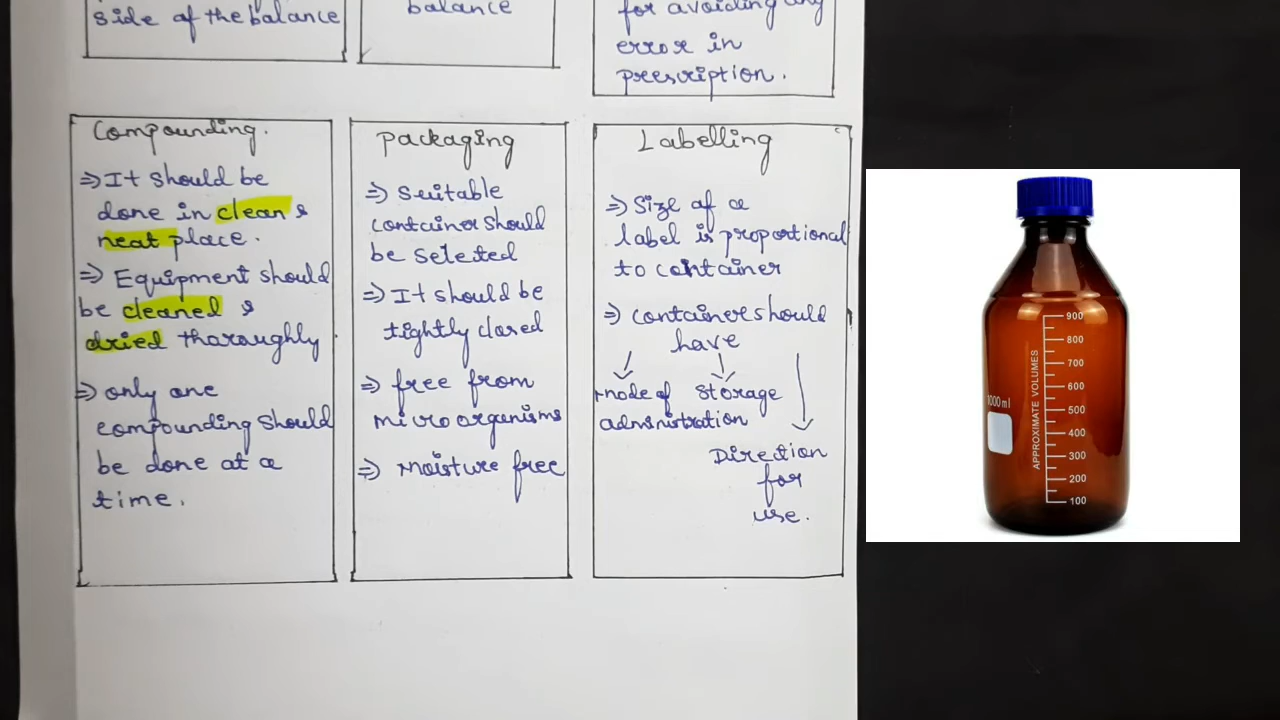 side of the balance
balance
for avoiding any
error in
prescription.
Compounding.
⇒ It should be
done in clean &
neat place.
⇒ Equipment should
be cleaned &
dried thoroughly
⇒ only one
compounding should
be done at a
time.
Packaging
⇒ suitable
container should
be seleted
⇒ It should be
tightly closed
⇒ free from
microorganisms
⇒ Moisture free
Labelling
⇒ Size of a
label is proportional
to container
⇒ container should
have
mode of
administration
storage
Direction
for
use.
900
800
700
600
500
400
300
200
100
APPROXIMATE VOLUMES
1000 ml